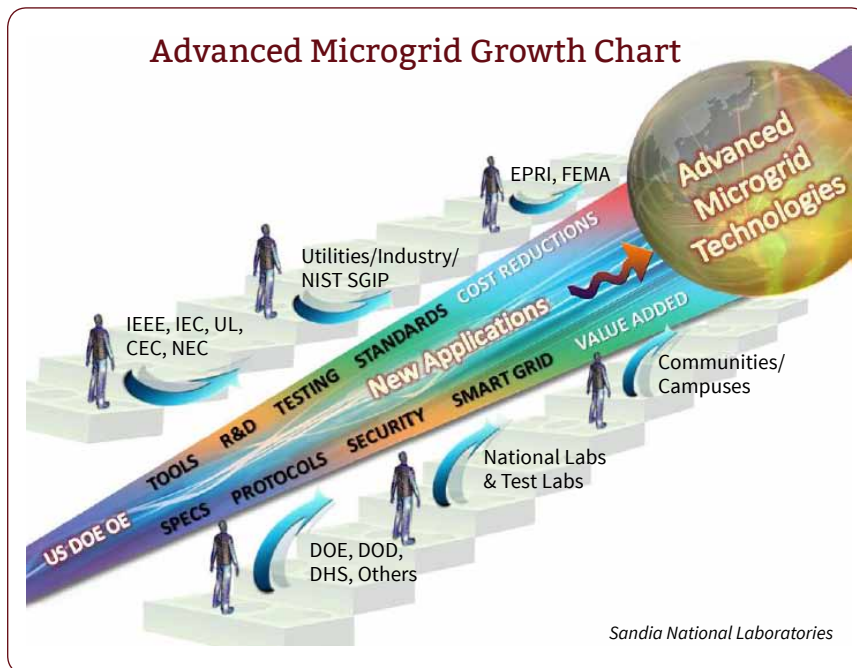 Advanced Microgrid Growth Chart
EPRI, FEMA
Advanced
Microgrid
Technologies
Utilities/Industry/
NIST SGIP
IEEE, IEC, UL,
CEC, NEC
TOOLS R&D TESTING STANDARDS COST REDUCTIONS
US DOE OE New Applications
SPECS PROTOCOLS SECURITY SMART GRID VALUE ADDED
Communities/
Campuses
National Labs
& Test Labs
DOE, DOD,
DHS, Others
Sandia National Laboratories